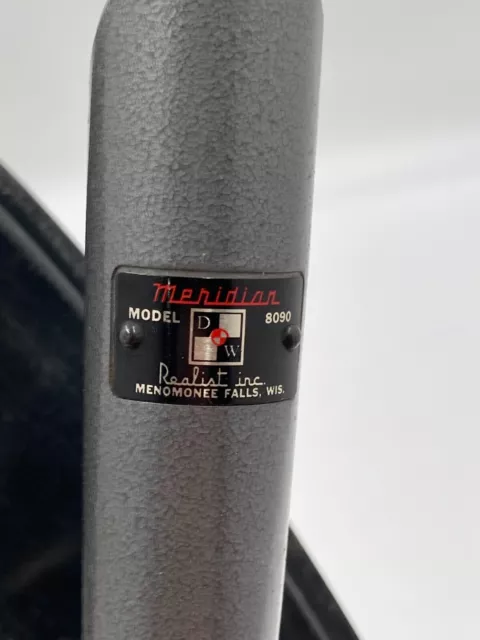 Meridian
MODEL 8090
D
W
Realist inc.
MENOMONEE FALLS, WIS.